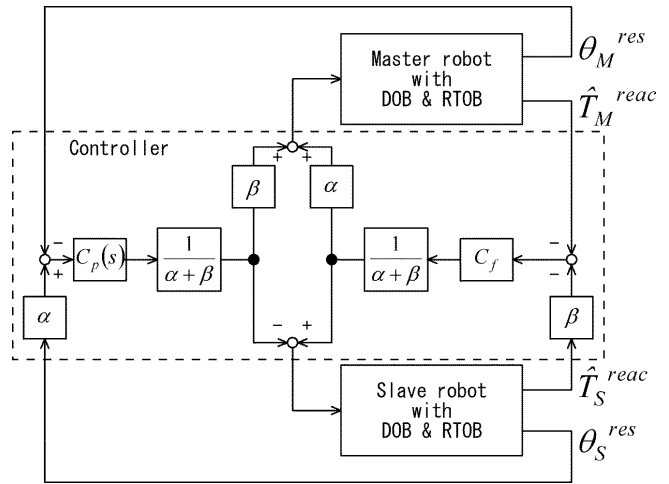 Master robot
with
DOB & RTOB
θ_M^res
T̂_M^reac
Controller
+ +
β
α
−
+
C_p(s)
1
α + β
1
α + β
C_f
−
−
α
− +
β
Slave robot
with
DOB & RTOB
T̂_S^reac
θ_S^res